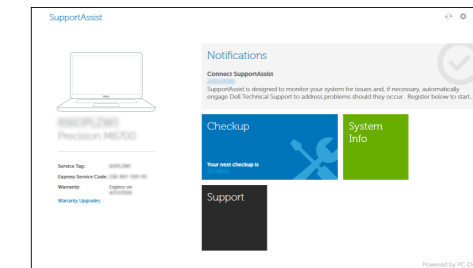 SupportAssist
Notifications
Connect SupportAssist
SupportAssist is designed to monitor your system for issues and, if necessary, automatically
engage Dell Technical Support to address problems should they occur. Register below to start.
Precision M6700
Checkup
System
Info
Your next checkup is
Service Tag:
Express Service Code:
Warranty:
Expires on
Warranty Upgrades
Support
Powered by PC-D